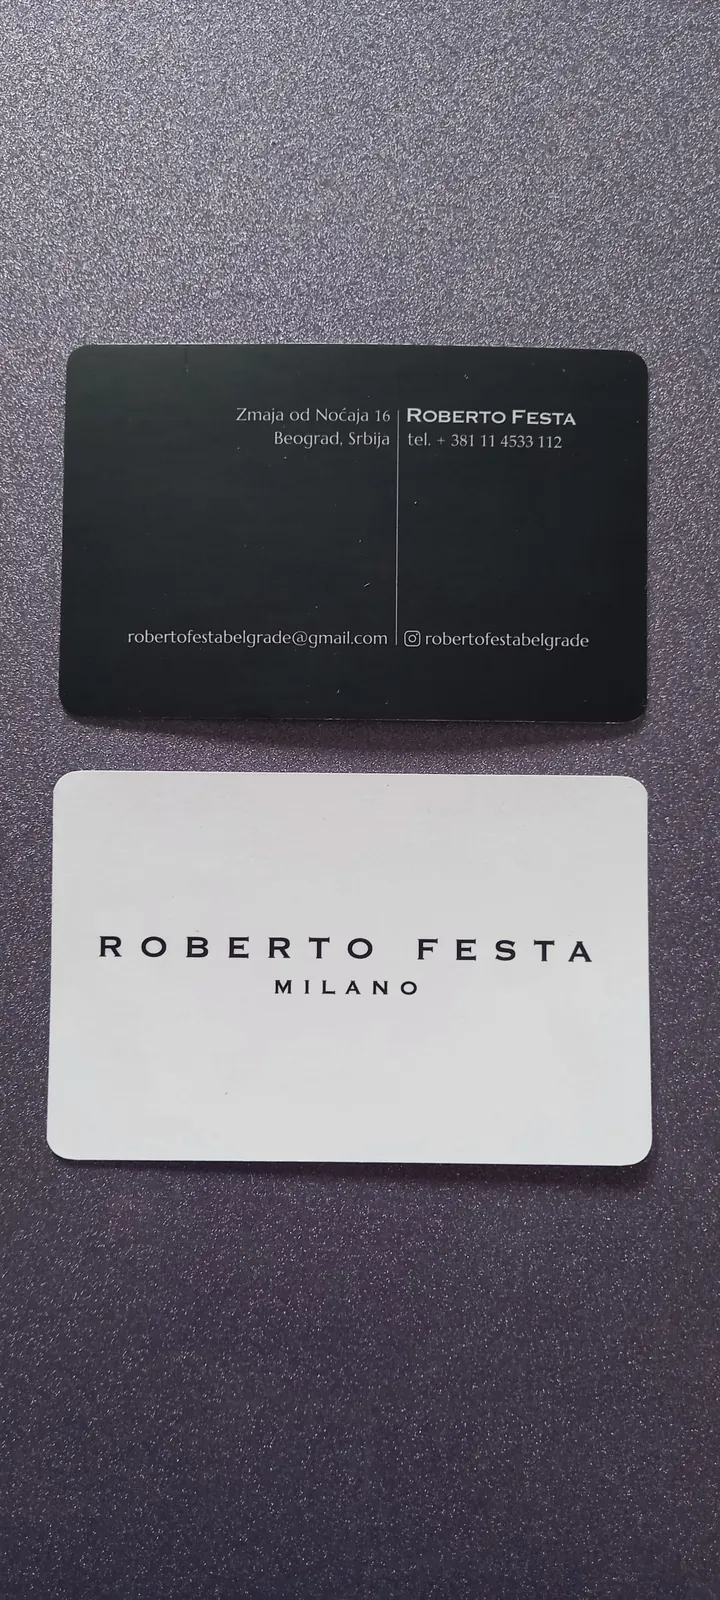 Zmaja od Noćaja 16
Beograd, Srbija
ROBERTO FESTA
tel. + 381 11 4533 112
robertofestabelgrade@gmail.com
robertofestabelgrade
ROBERTO FESTA
MILANO